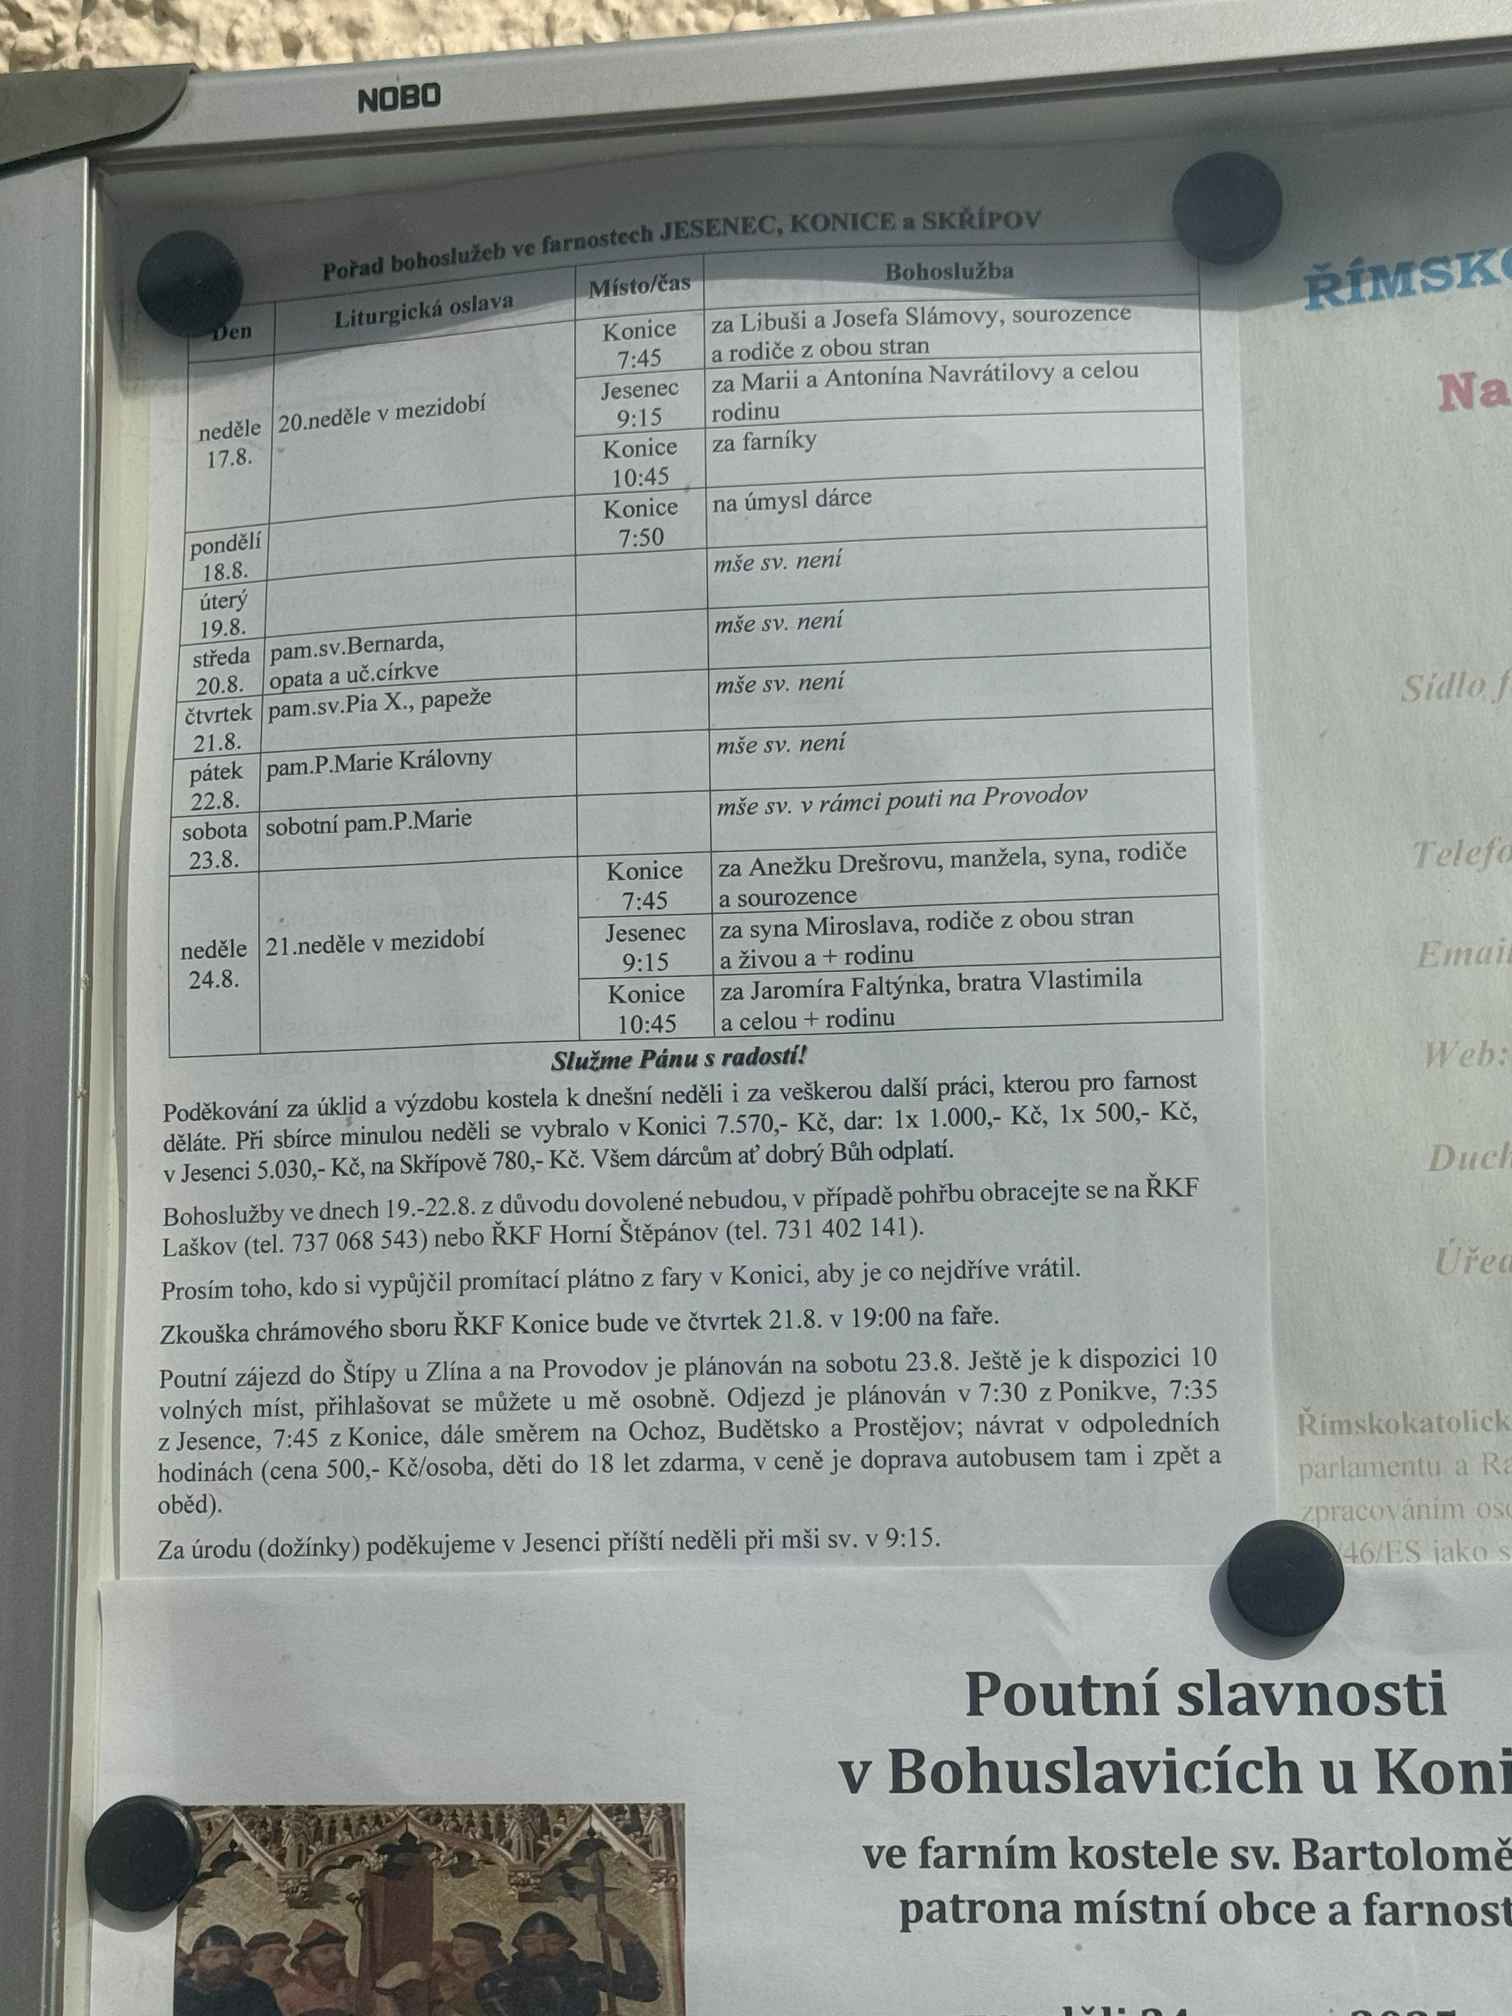 NOBO
Pořad bohoslužeb ve farnostech JESENEC, KONICE a SKŘÍPOV
Den Liturgická oslava Místo/čas Bohoslužba
neděle 17.8. 20.neděle v mezidobí
Konice 7:45 za Libuši a Josefa Slámovy, sourozence
a rodiče z obou stran
Jesenec 9:15 za Marii a Antonína Navrátilovy a celou
rodinu
Konice 10:45 za farníky
pondělí 18.8. Konice 7:50 na úmysl dárce
úterý 19.8. mše sv. není
středa 20.8. pam.sv.Bernarda,
opata a uč.církve mše sv. není
čtvrtek 21.8. pam.sv.Pia X., papeže mše sv. není
pátek 22.8. pam.P.Marie Královny mše sv. není
sobota 23.8. sobotní pam.P.Marie mše sv. v rámci pouti na Provodov
neděle 24.8. 21.neděle v mezidobí
Konice 7:45 za Anežku Drešrovu, manžela, syna, rodiče
a sourozence
Jesenec 9:15 za syna Miroslava, rodiče z obou stran
a živou a + rodinu
Konice 10:45 za Jaromíra Faltýnka, bratra Vlastimila
a celou + rodinu
Služme Pánu s radostí!
Poděkování za úklid a výzdobu kostela k dnešní neděli i za veškerou další práci, kterou pro farnost
děláte. Při sbírce minulou neděli se vybralo v Konici 7.570,- Kč, dar: 1x 1.000,- Kč, 1x 500,- Kč,
v Jesenci 5.030,- Kč, na Skřípově 780,- Kč. Všem dárcům ať dobrý Bůh odplatí.
Bohoslužby ve dnech 19.-22.8. z důvodu dovolené nebudou, v případě pohřbu obracejte se na ŘKF
Laškov (tel. 737 068 543) nebo ŘKF Horní Štěpánov (tel. 731 402 141).
Prosím toho, kdo si vypůjčil promítací plátno z fary v Konici, aby je co nejdříve vrátil.
Zkouška chrámového sboru ŘKF Konice bude ve čtvrtek 21.8. v 19:00 na faře.
Poutní zájezd do Štípy u Zlína a na Provodov je plánován na sobotu 23.8. Ještě je k dispozici 10
volných míst, přihlašovat se můžete u mě osobně. Odjezd je plánován v 7:30 z Ponikve, 7:35
z Jesence, 7:45 z Konice, dále směrem na Ochoz, Budětsko a Prostějov; návrat v odpoledních
hodinách (cena 500,- Kč/osoba, děti do 18 let zdarma, v ceně je doprava autobusem tam i zpět a
oběd).
Za úrodu (dožínky) poděkujeme v Jesenci příští neděli při mši sv. v 9:15.
ŘÍMSKO
Na
Sídlo f
Telefo
Email
Web:
Duch
Úřed
Římskokatolick
parlamentu a Ra
zpracováním oso
46/ES jako s
Poutní slavnosti
v Bohuslavicích u Koni
ve farním kostele sv. Bartolomě
patrona místní obce a farnost